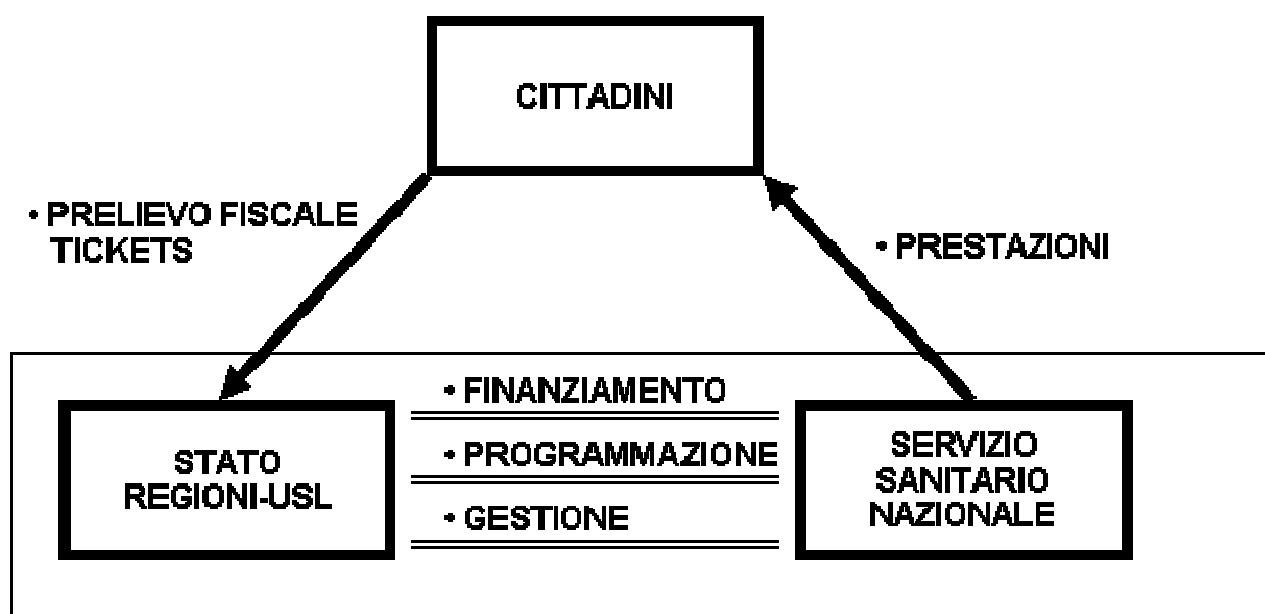 CITTADINI
• PRELIEVO FISCALE
TICKETS
• PRESTAZIONI
• FINANZIAMENTO
• PROGRAMMAZIONE
• GESTIONE
STATO
REGIONI-USL
SERVIZIO
SANITARIO
NAZIONALE